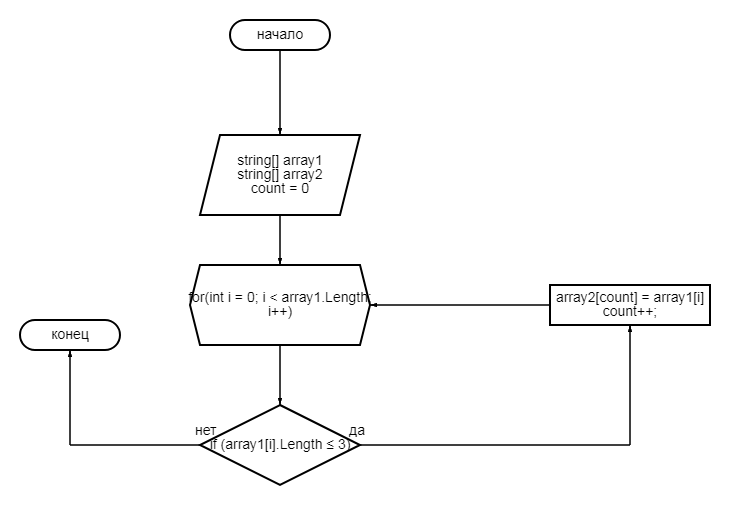 начало
string[] array1
string[] array2
count = 0
for(int i = 0; i < array1.Length;
i++)
array2[count] = array1[i]
count++;
конец
нет
да
if (array1[i].Length ≤ 3)